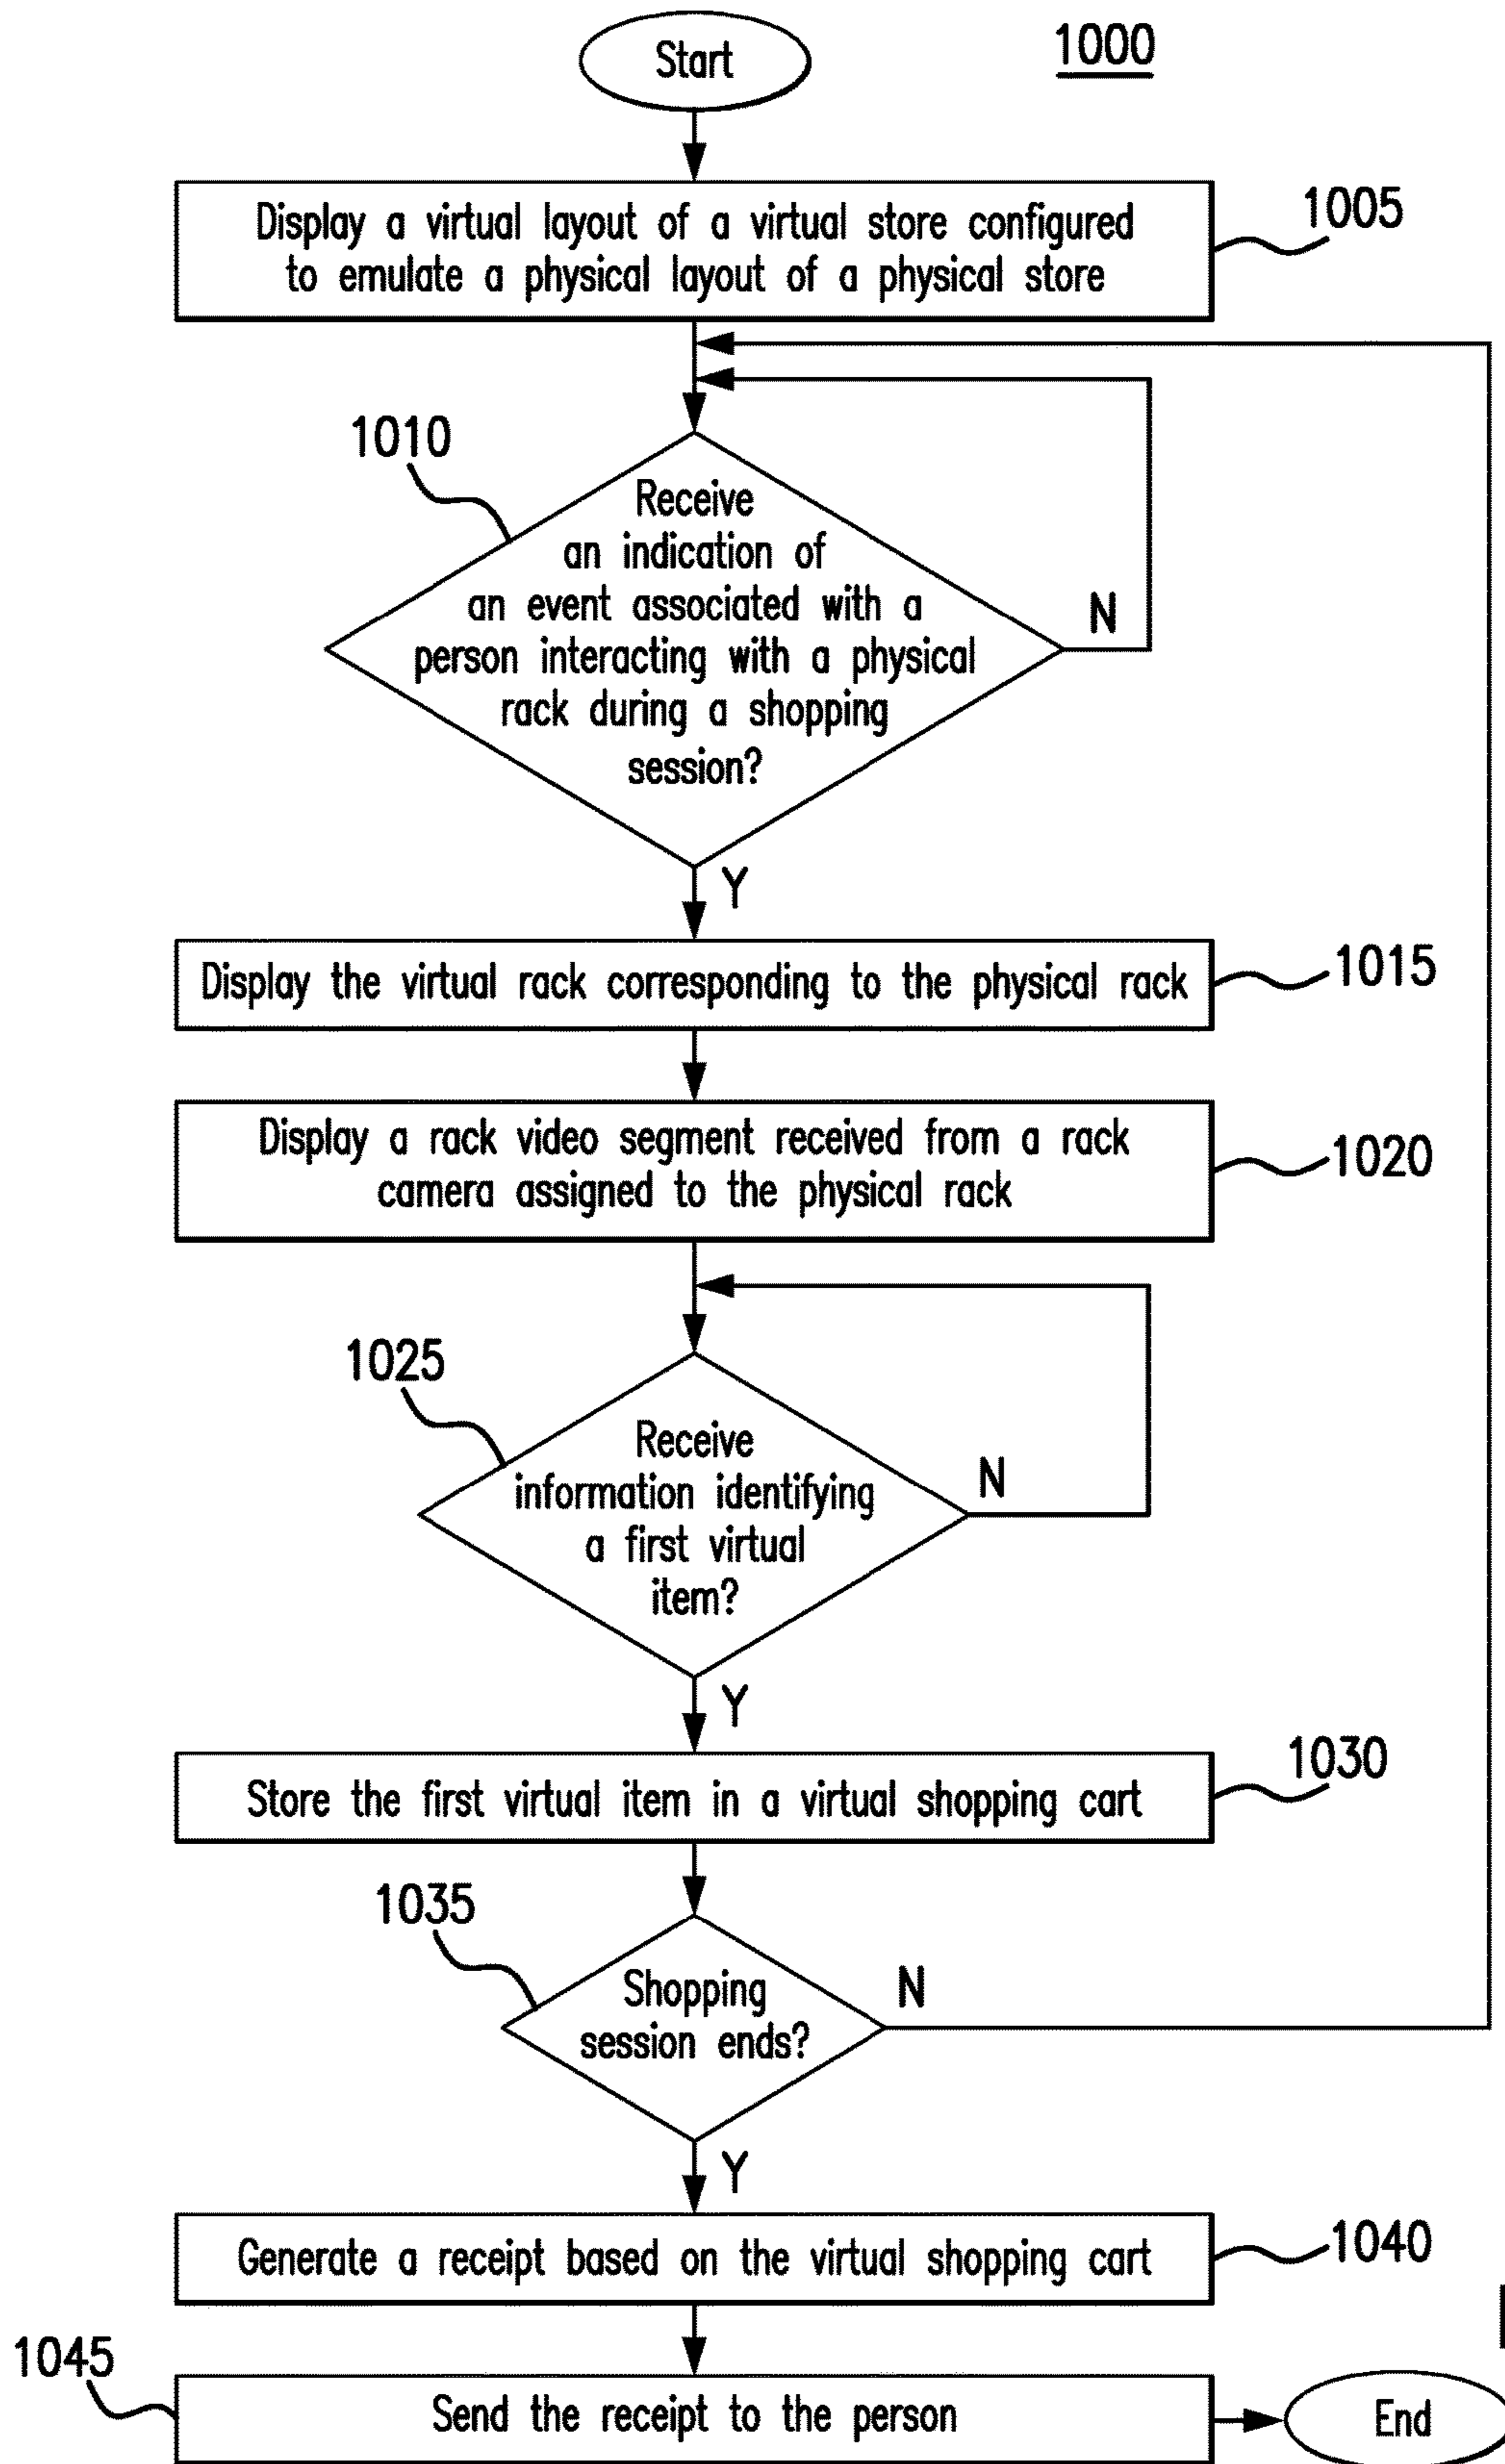 Start
1000
Display a virtual layout of a virtual store configured
to emulate a physical layout of a physical store
1005
1010
Receive
an indication of
an event associated with a
person interacting with a physical
rack during a shopping
session?
N
Y
Display the virtual rack corresponding to the physical rack
1015
Display a rack video segment received from a rack
camera assigned to the physical rack
1020
1025
Receive
information identifying
a first virtual
item?
N
Y
Store the first virtual item in a virtual shopping cart
1030
1035
Shopping
session ends?
N
Y
Generate a receipt based on the virtual shopping cart
1040
1045
Send the receipt to the person
End